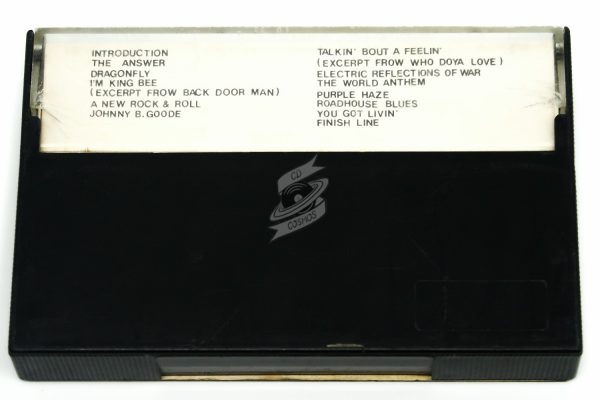 INTRODUCTION
THE ANSWER
DRAGONFLY
I'M KING BEE
(EXCERPT FROW BACK DOOR MAN)
A NEW ROCK & ROLL
JOHNNY B.GOODE
TALKIN' BOUT A FEELIN'
(EXCERPT FROW WHO DOYA LOVE)
ELECTRIC REFLECTIONS OF WAR
THE WORLD ANTHEM
PURPLE HAZE
ROADHOUSE BLUES
YOU GOT LIVIN'
FINISH LINE
CD
COSMOS